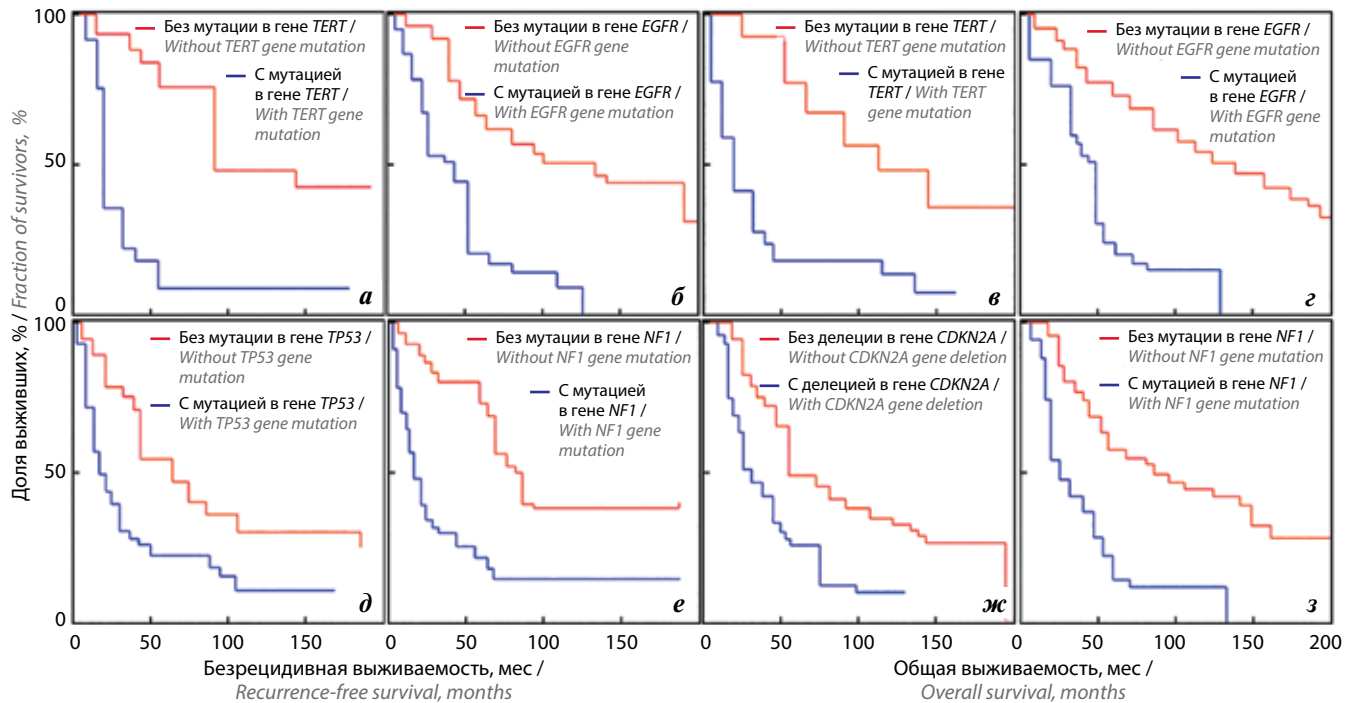 100
50
0
100
50
0
Доля выживших, % / Fraction of survivors, %
Без мутации в гене TERT /
Without TERT gene mutation
С мутацией
в гене TERT /
With TERT gene
mutation
а
Без мутации в гене EGFR /
Without EGFR gene
mutation
С мутацией в гене EGFR /
With EGFR gene mutation
б
Без мутации в гене TERT /
Without TERT gene mutation
С мутацией в гене
TERT / With TERT
gene mutation
в
Без мутации в гене EGFR /
Without EGFR gene mutation
С мутацией
в гене EGFR /
With EGFR gene
mutation
г
Без мутации в гене TP53 /
Without TP53 gene
mutation
С мутацией в гене TP53 /
With TP53 gene mutation
д
Без мутации в гене NF1 /
Without NF1 gene mutation
С мутацией
в гене NF1 /
With NF1 gene
mutation
е
Без делеции в гене CDKN2A /
Without CDKN2A gene deletion
С делецией в гене CDKN2A /
With CDKN2A gene deletion
ж
Без мутации в гене NF1 /
Without NF1 gene mutation
С мутацией в гене NF1 /
With NF1 gene mutation
з
0 50 100 150 0 50 100 150 0 50 100 150 0 50 100 150 200
Безрецидивная выживаемость, мес /
Recurrence-free survival, months
Общая выживаемость, мес /
Overall survival, months